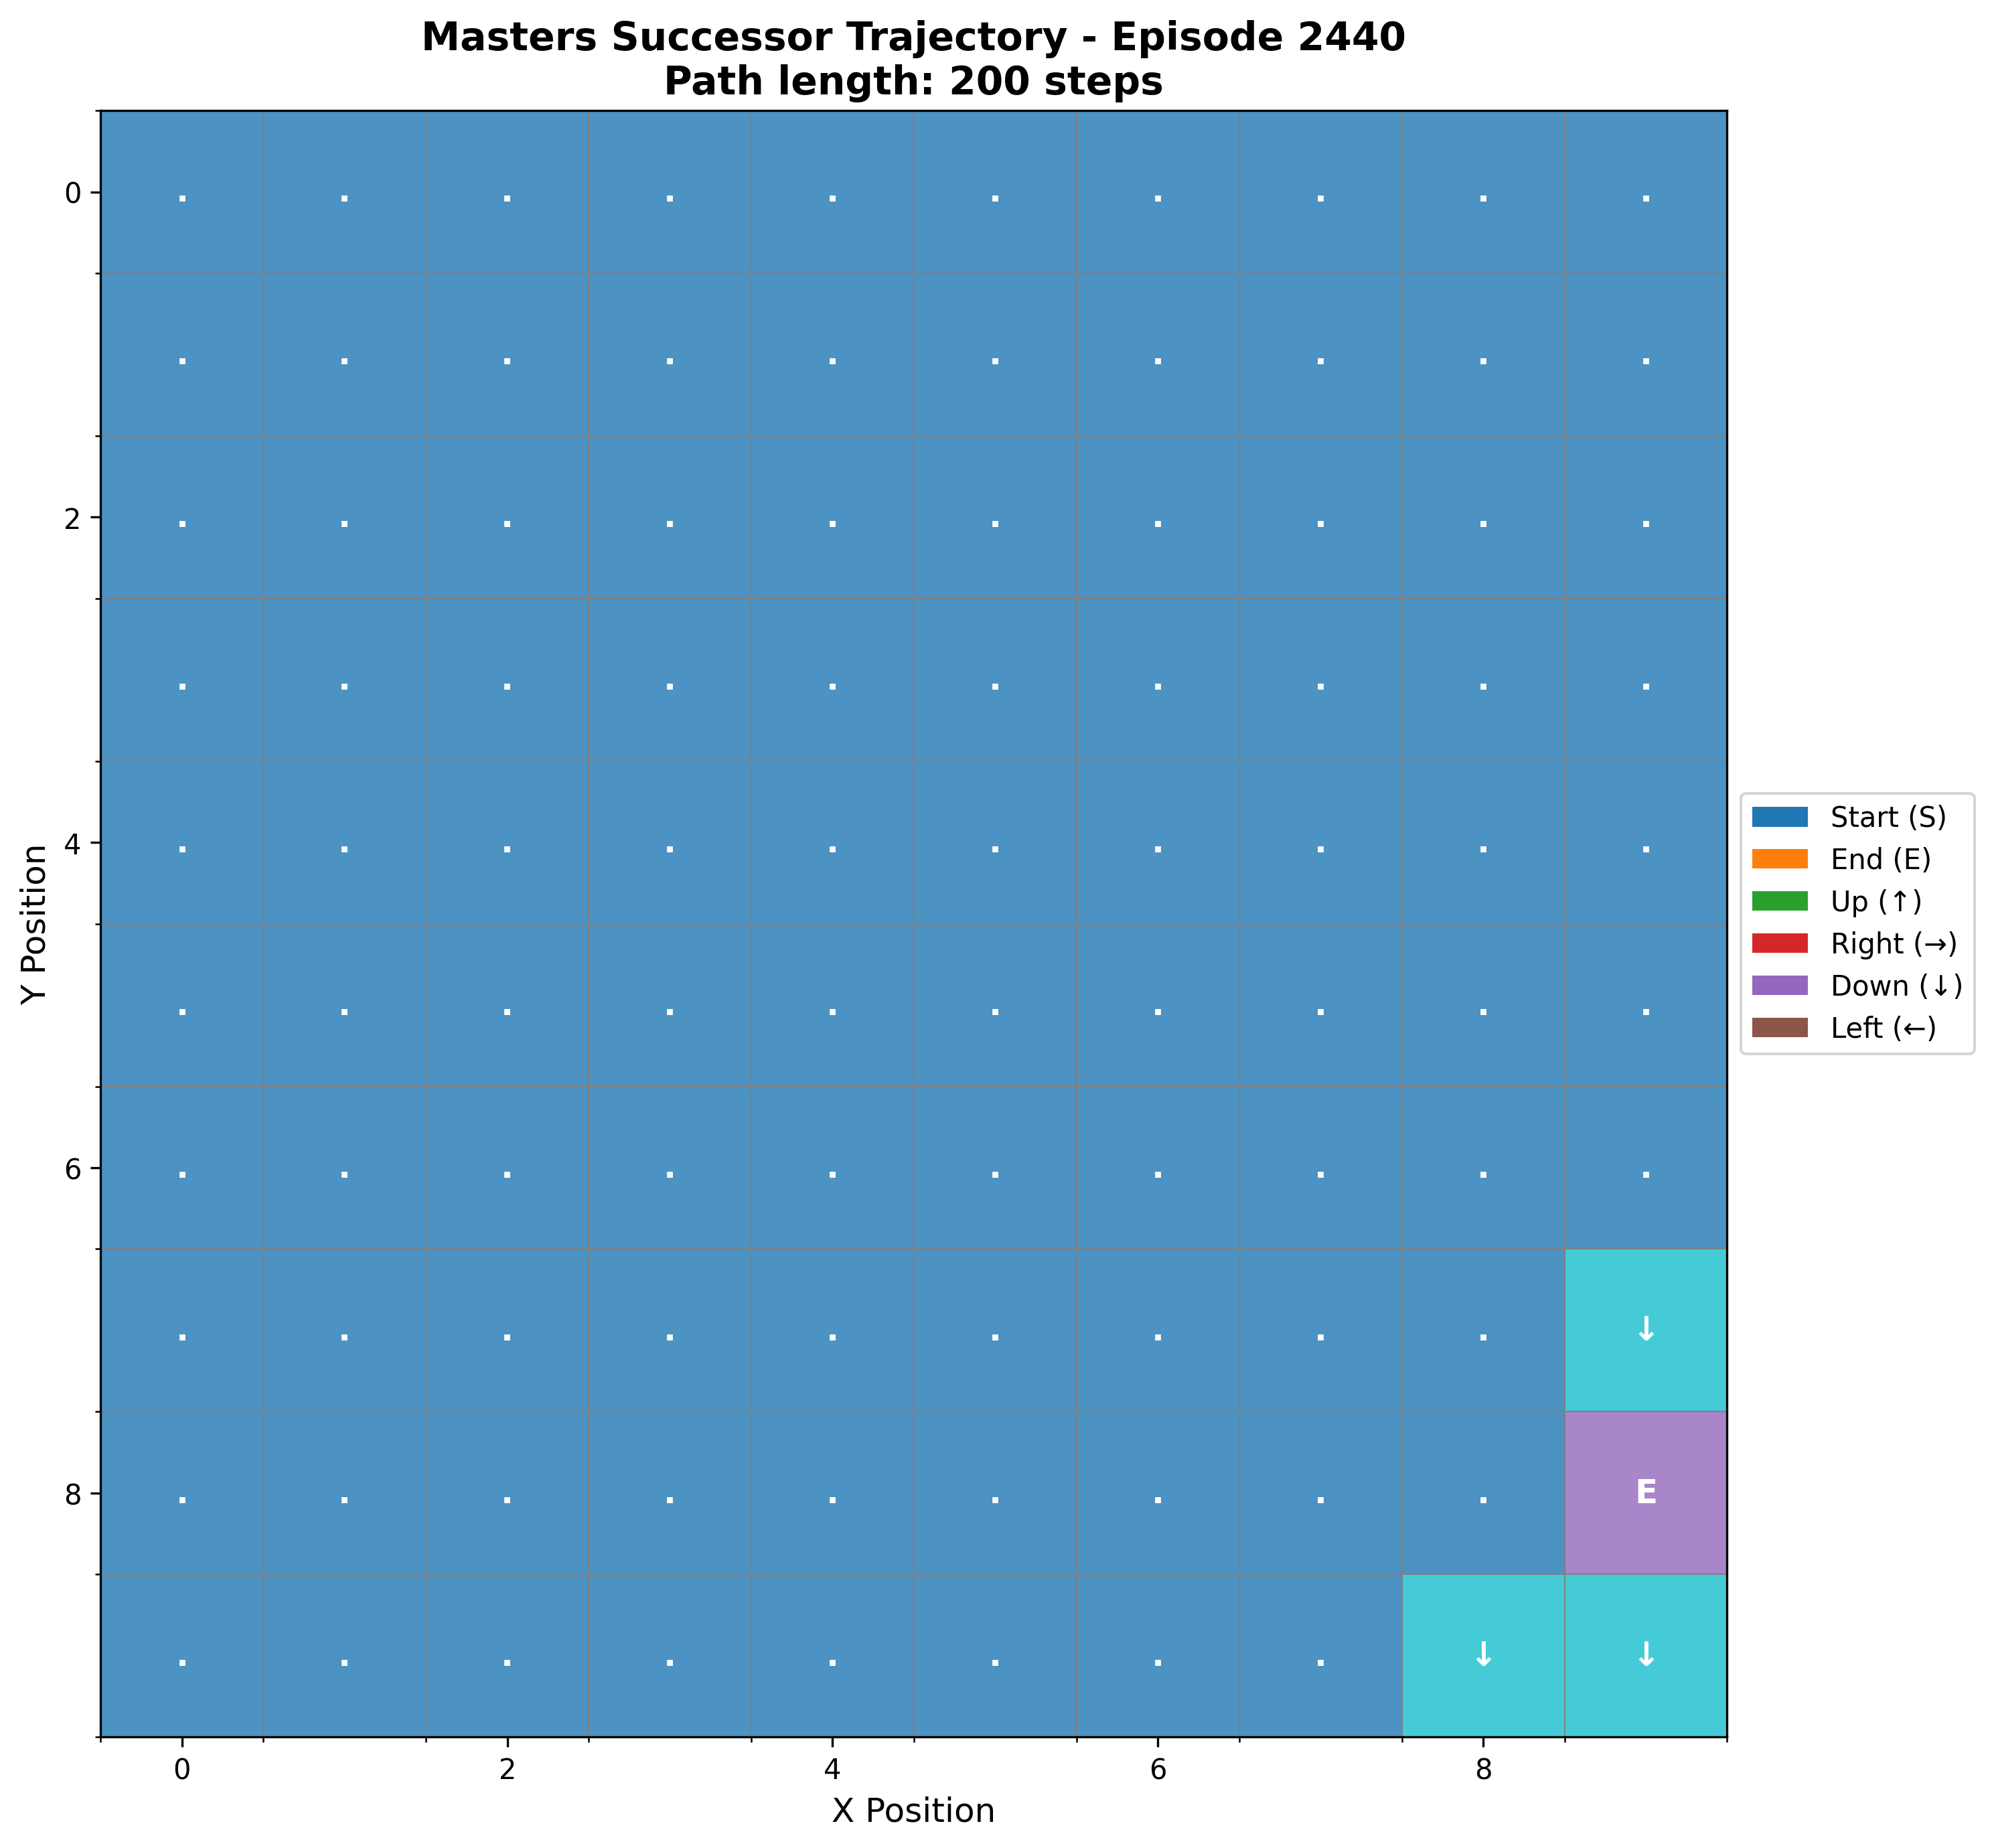 Masters Successor Trajectory - Episode 2440
Path length: 200 steps
0
2
4
6
8
Y Position
↓
E
↓ ↓
0 2 4 6 8
X Position
Start (S)
End (E)
Up (↑)
Right (→)
Down (↓)
Left (←)